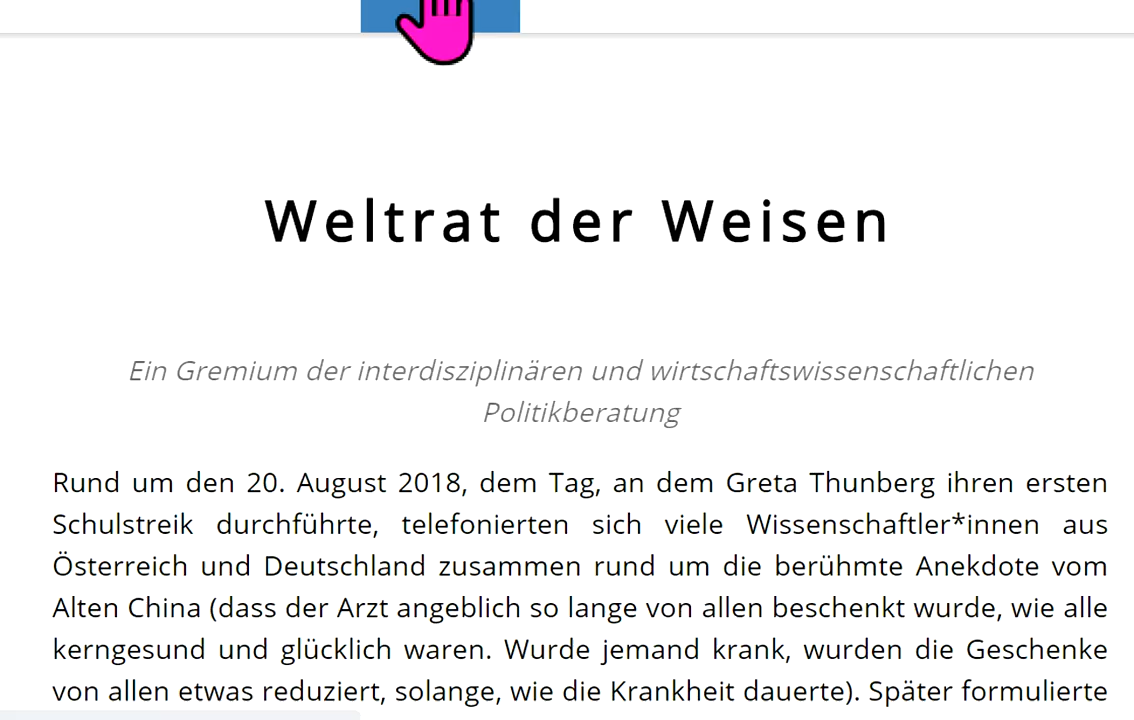 Weltrat der Weisen
Ein Gremium der interdisziplinären und wirtschaftswissenschaftlichen
Politikberatung
Rund um den 20. August 2018, dem Tag, an dem Greta Thunberg ihren ersten
Schulstreik durchführte, telefonierten sich viele Wissenschaftler*innen aus
Österreich und Deutschland zusammen rund um die berühmte Anekdote vom
Alten China (dass der Arzt angeblich so lange von allen beschenkt wurde, wie alle
kerngesund und glücklich waren. Wurde jemand krank, wurden die Geschenke
von allen etwas reduziert, solange, wie die Krankheit dauerte). Später formulierte